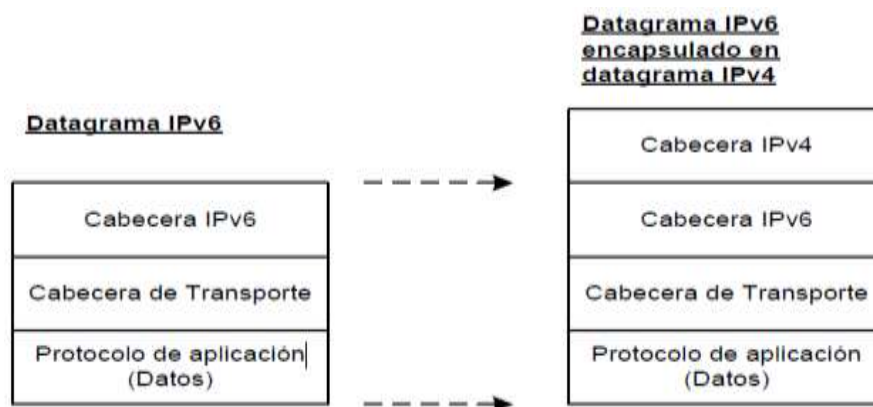 Datagrama IPv6
Cabecera IPv6
Cabecera de Transporte
Protocolo de aplicación
(Datos)
Datagrama IPv6
encapsulado en
datagrama IPv4
Cabecera IPv4
Cabecera IPv6
Cabecera de Transporte
Protocolo de aplicación
(Datos)